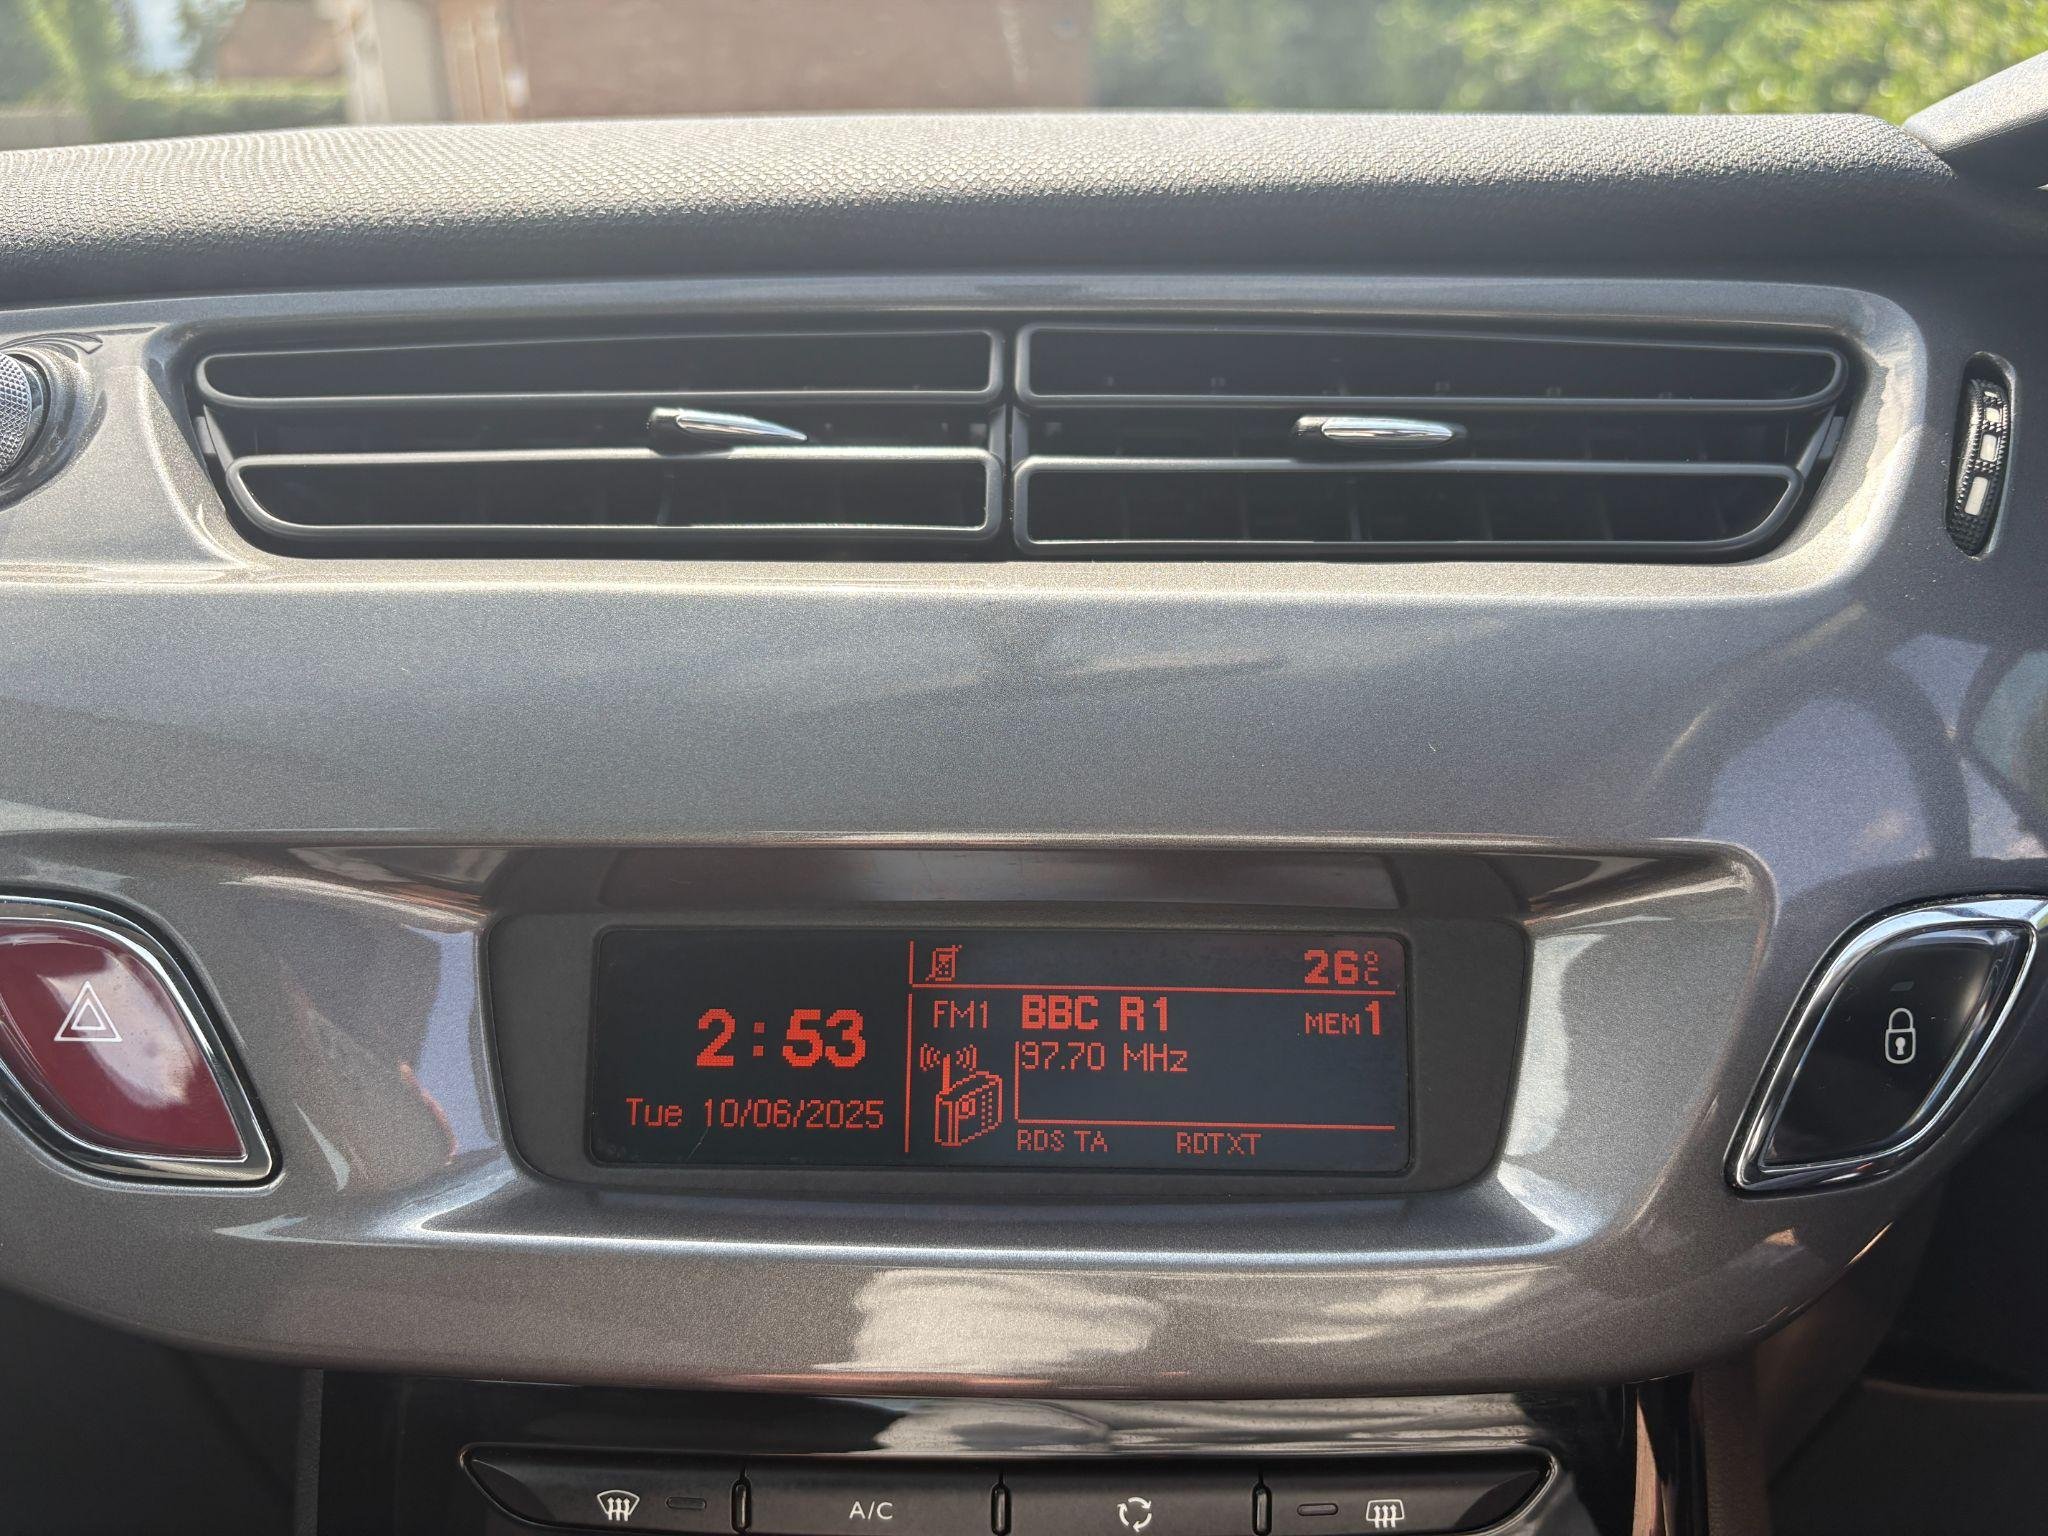 26°C
2:53
FM1 BBC R1 MEM1
97.70 MHz
Tue 10/06/2025
RDS TA RDTXT
A/C